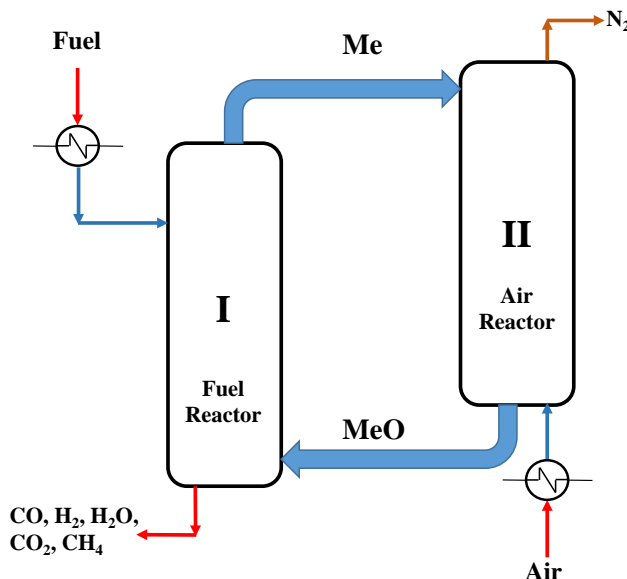 Fuel
Me
N₂
I
Fuel
Reactor
II
Air
Reactor
MeO
CO, H₂, H₂O,
CO₂, CH₄
Air